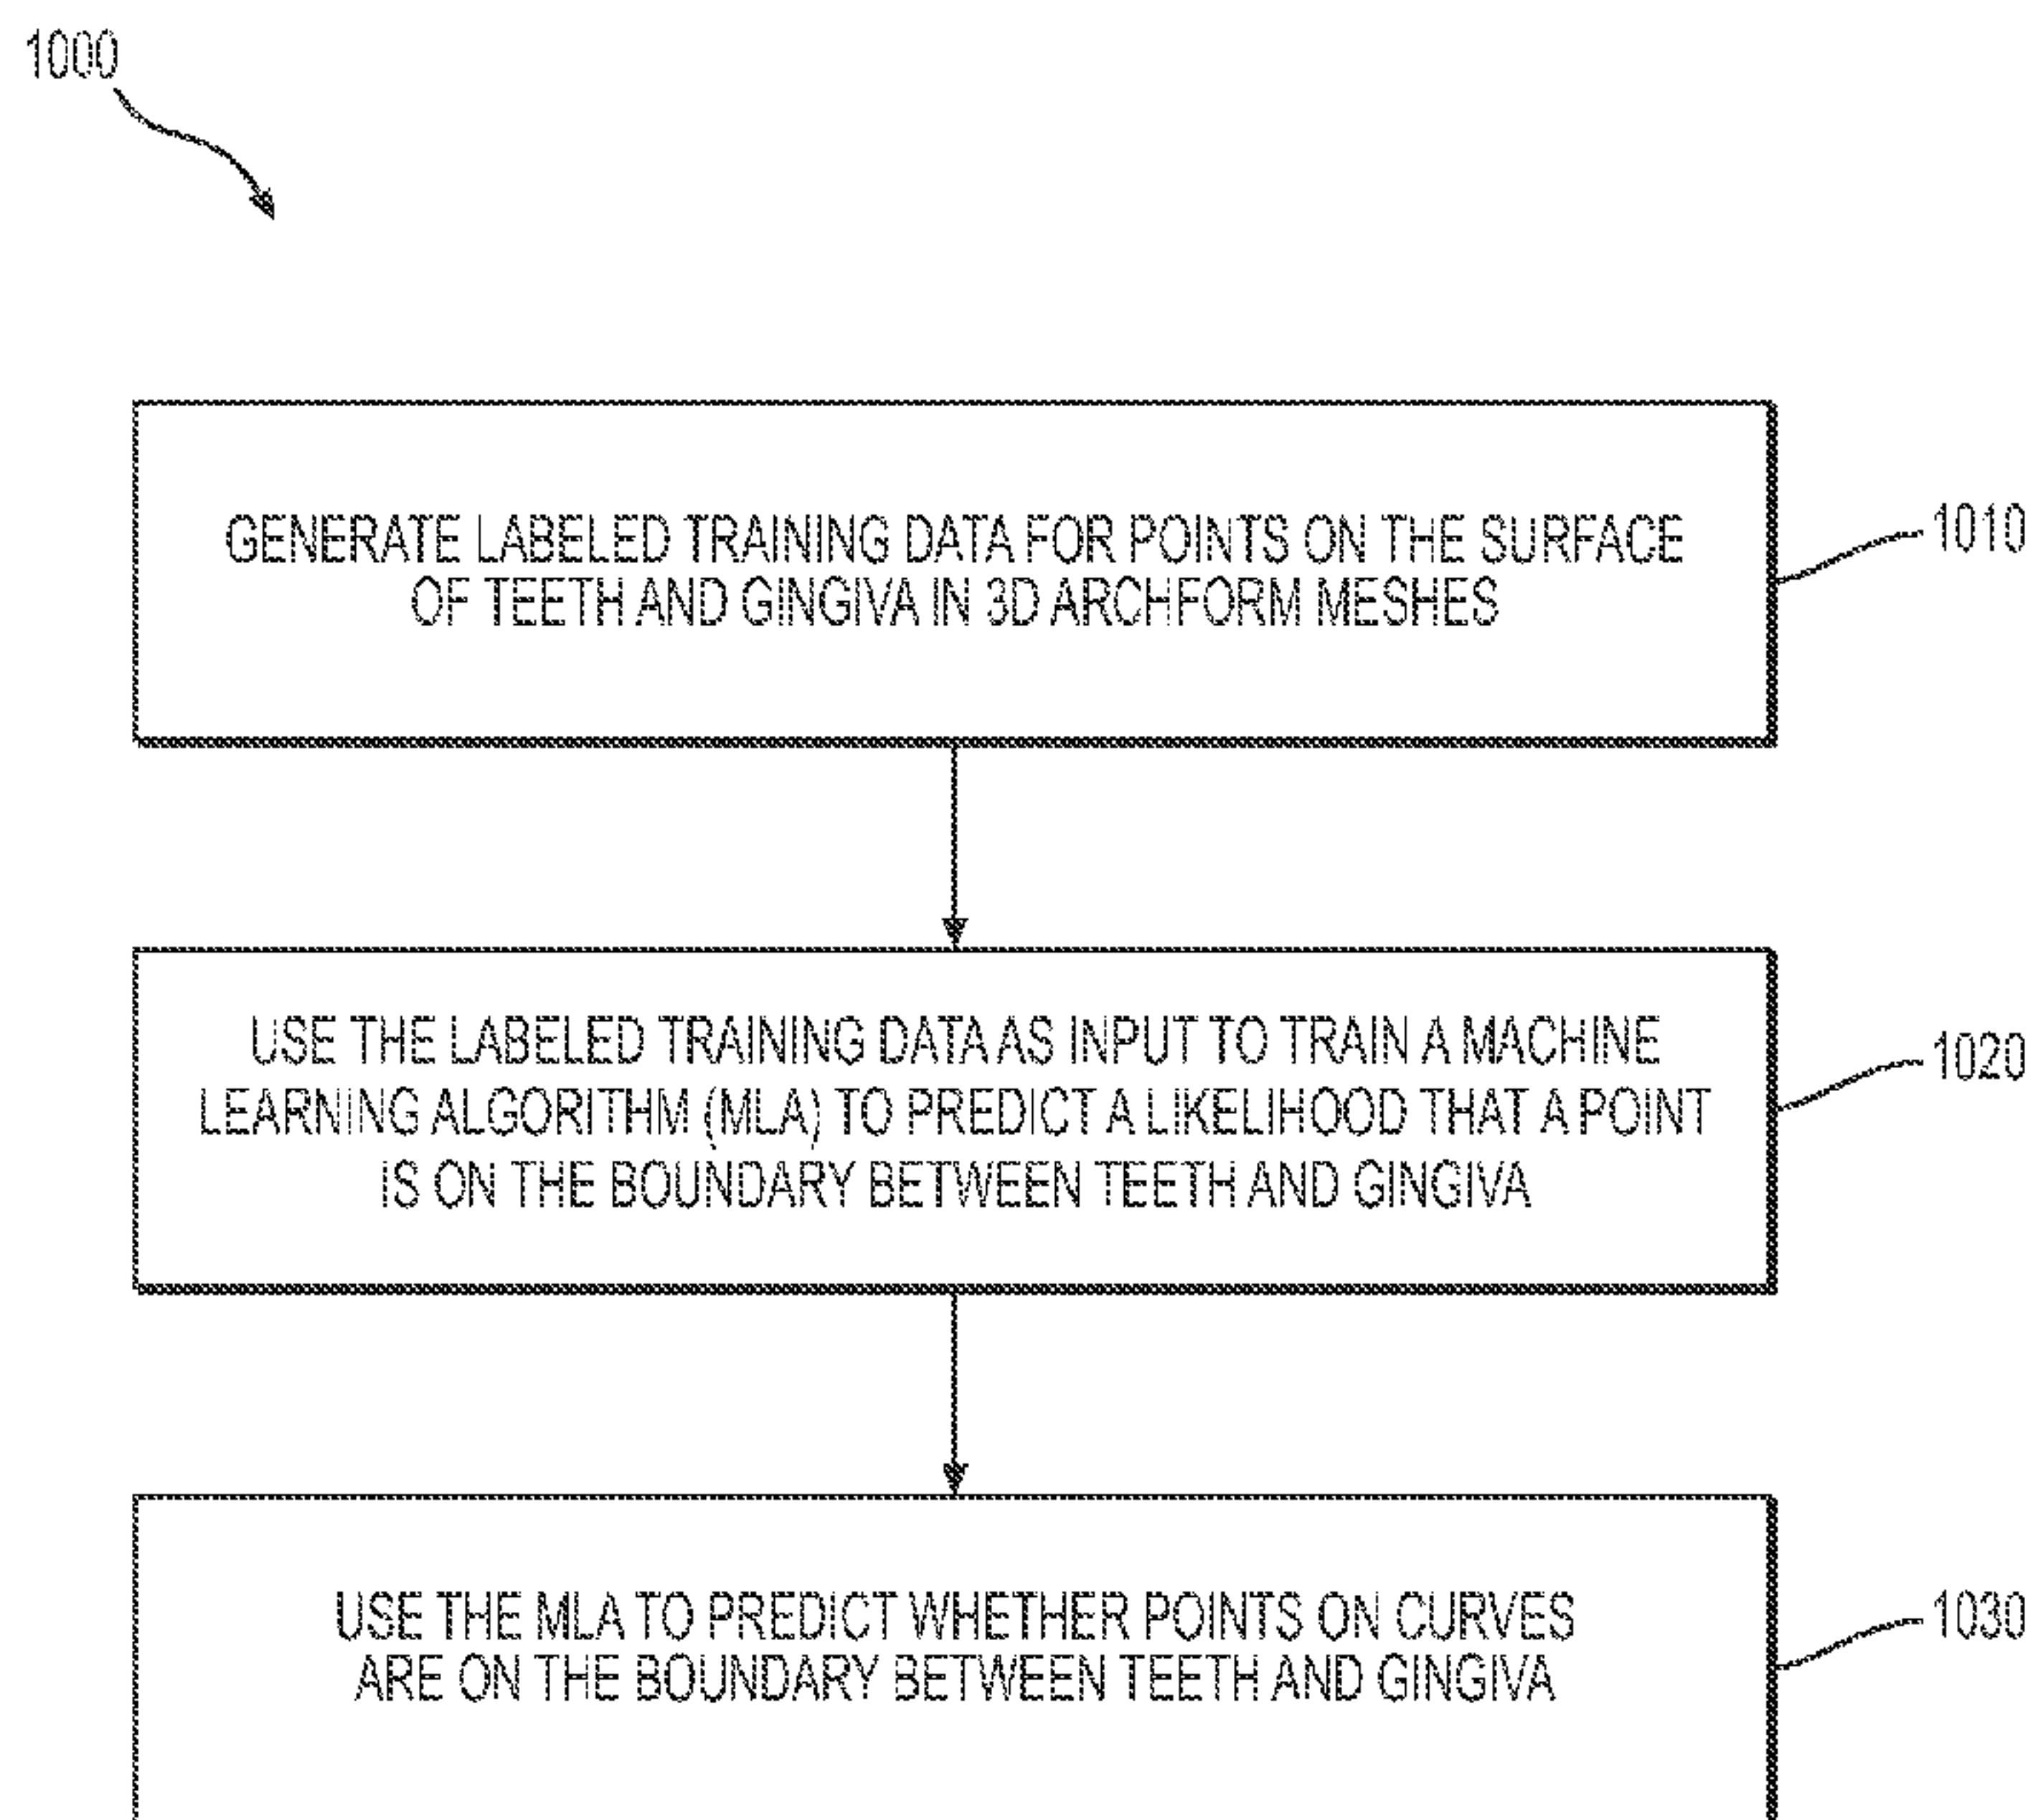 1000
GENERATE LABELED TRAINING DATA FOR POINTS ON THE SURFACE
OF TEETH AND GINGIVA IN 3D ARCHFORM MESHES
1010
USE THE LABELED TRAINING DATA AS INPUT TO TRAIN A MACHINE
LEARNING ALGORITHM (MLA) TO PREDICT A LIKELIHOOD THAT A POINT
IS ON THE BOUNDARY BETWEEN TEETH AND GINGIVA
1020
USE THE MLA TO PREDICT WHETHER POINTS ON CURVES
ARE ON THE BOUNDARY BETWEEN TEETH AND GINGIVA
1030